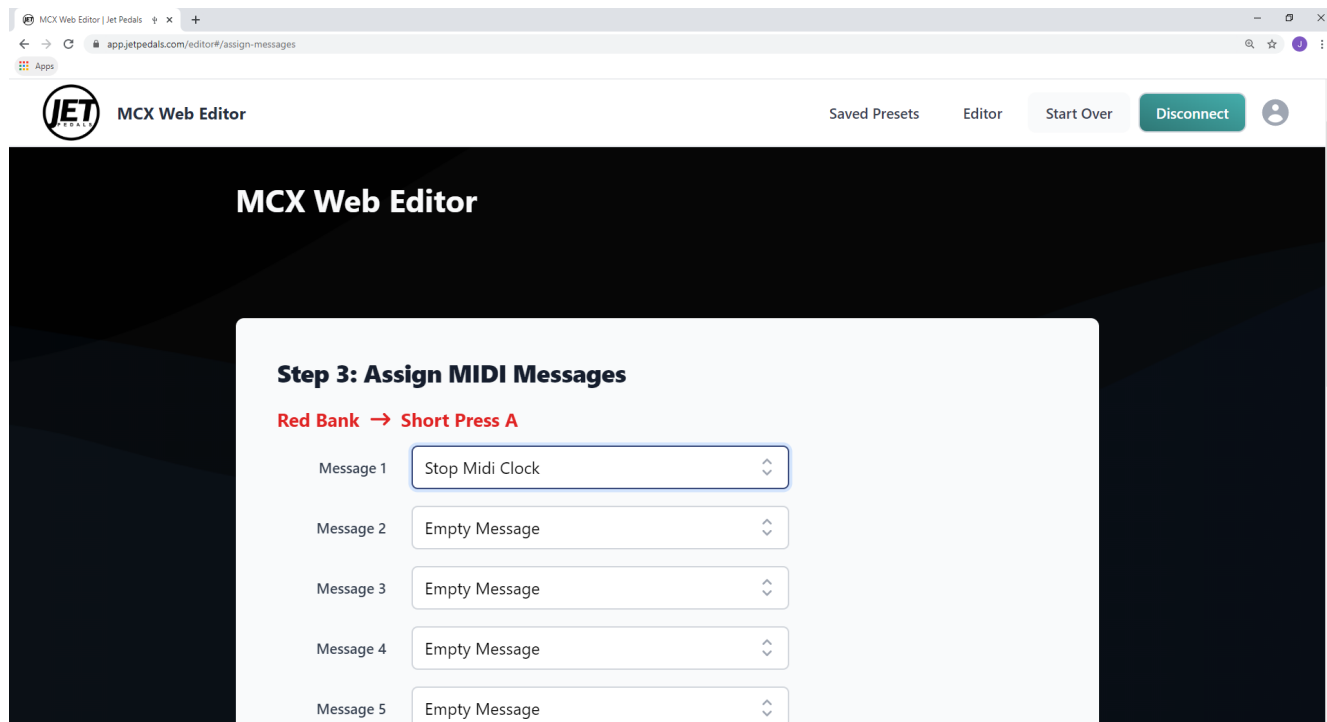 MCX Web Editor | Jet Pedals
app.jetpedals.com/editor#/assign-messages
J
Apps
JET
PEDALS
MCX Web Editor
Saved Presets
Editor
Start Over
Disconnect
MCX Web Editor
Step 3: Assign MIDI Messages
Red Bank → Short Press A
Message 1 Stop Midi Clock
Message 2 Empty Message
Message 3 Empty Message
Message 4 Empty Message
Message 5 Empty Message